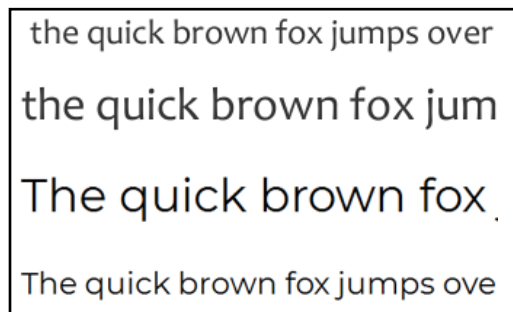 the quick brown fox jumps over
the quick brown fox jum
The quick brown fox
The quick brown fox jumps ove